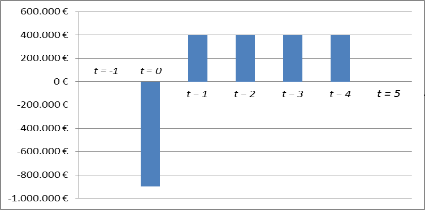 600.000 €
400.000 €
200.000 €
0 €
-200.000 €
-400.000 €
-600.000 €
-800.000 €
-1.000.000 €
t = -1
t = 0
t – 1
t – 2
t – 3
t – 4
t = 5